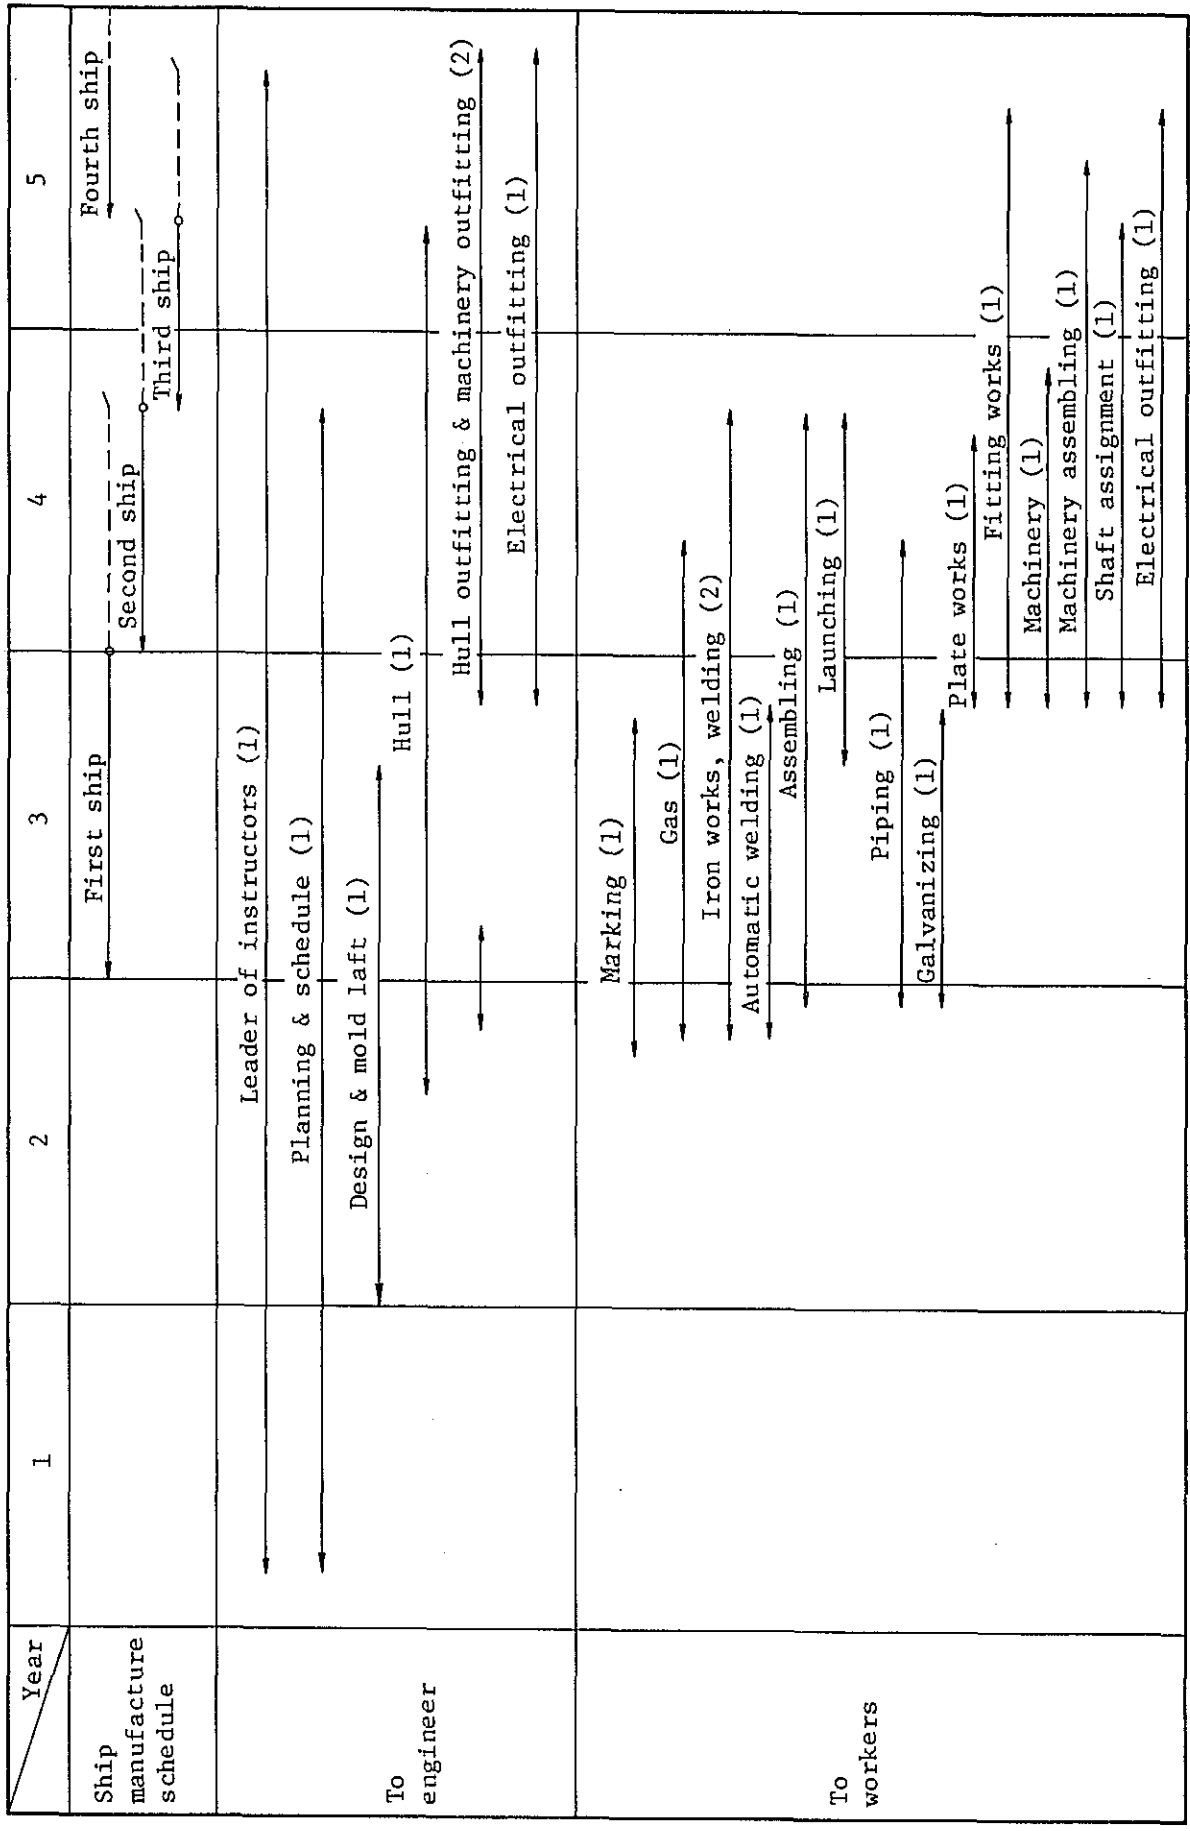 Year
1
2
3
4
5
Ship
manufacture
schedule
First ship
Second ship
Third ship
Fourth ship
To
engineer
Leader of instructors (1)
Planning & schedule (1)
Design & mold laft (1)
Hull (1)
Hull outfitting & machinery outfitting (2)
Electrical outfitting (1)
To
workers
Marking (1)
Gas (1)
Iron works, welding (2)
Automatic welding (1)
Assembling (1)
Launching (1)
Piping (1)
Galvanizing (1)
Plate works (1)
Fitting works (1)
Machinery (1)
Machinery assembling (1)
Shaft assignment (1)
Electrical outfitting (1)